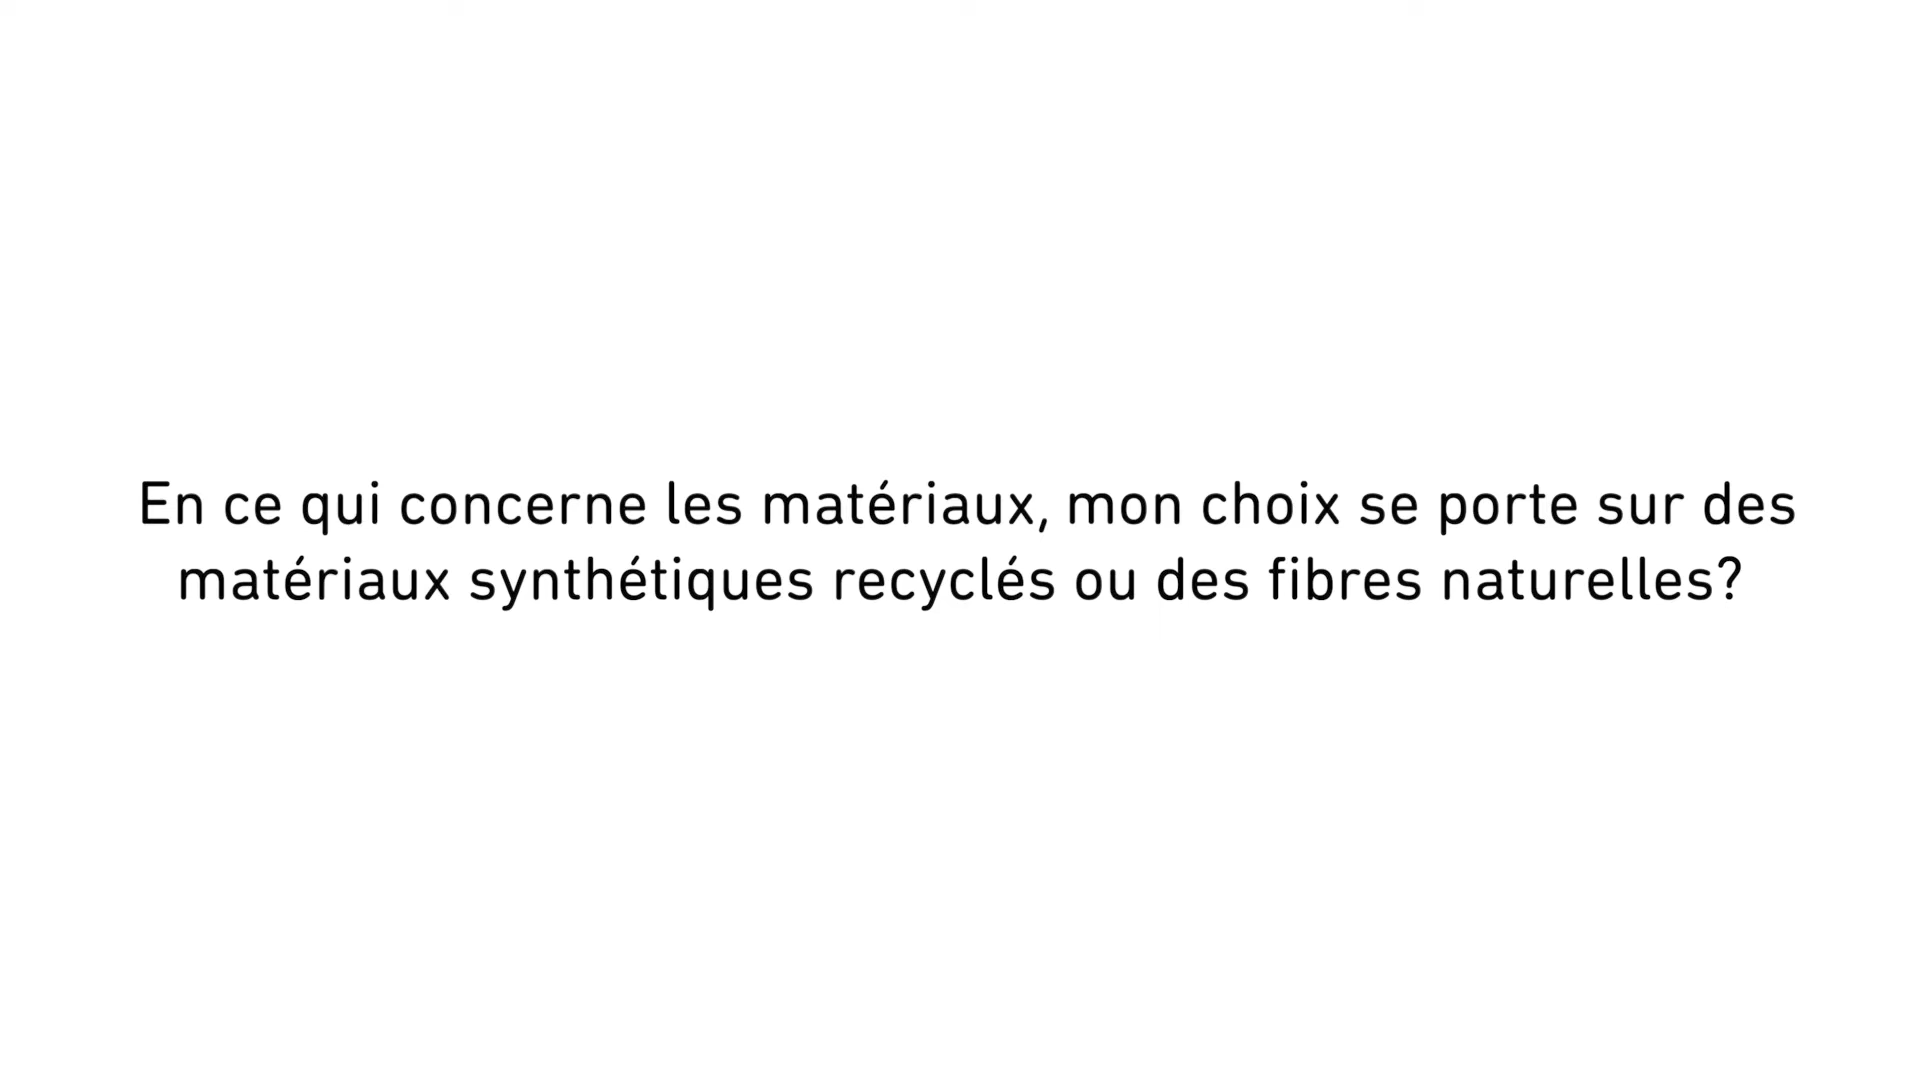 En ce qui concerne les matériaux, mon choix se porte sur des
matériaux synthétiques recyclés ou des fibres naturelles?